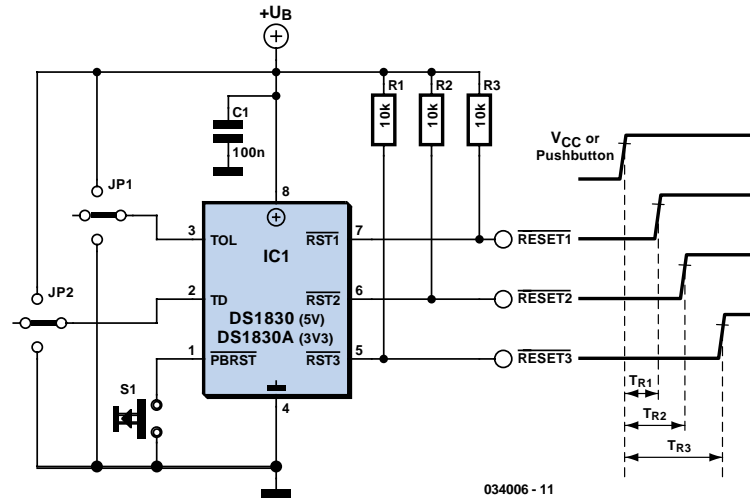 +UB
R1 R2 R3
10k 10k 10k
C1
100n
VCC or
Pushbutton
JP1
JP2
8
3 TOL
IC1
RST1 7
RESET1
2 TD
RST2 6
RESET2
DS1830 (5V)
DS1830A (3V3)
1 PBRST
RST3 5
RESET3
S1
4
TR1
TR2
TR3
034006 - 11